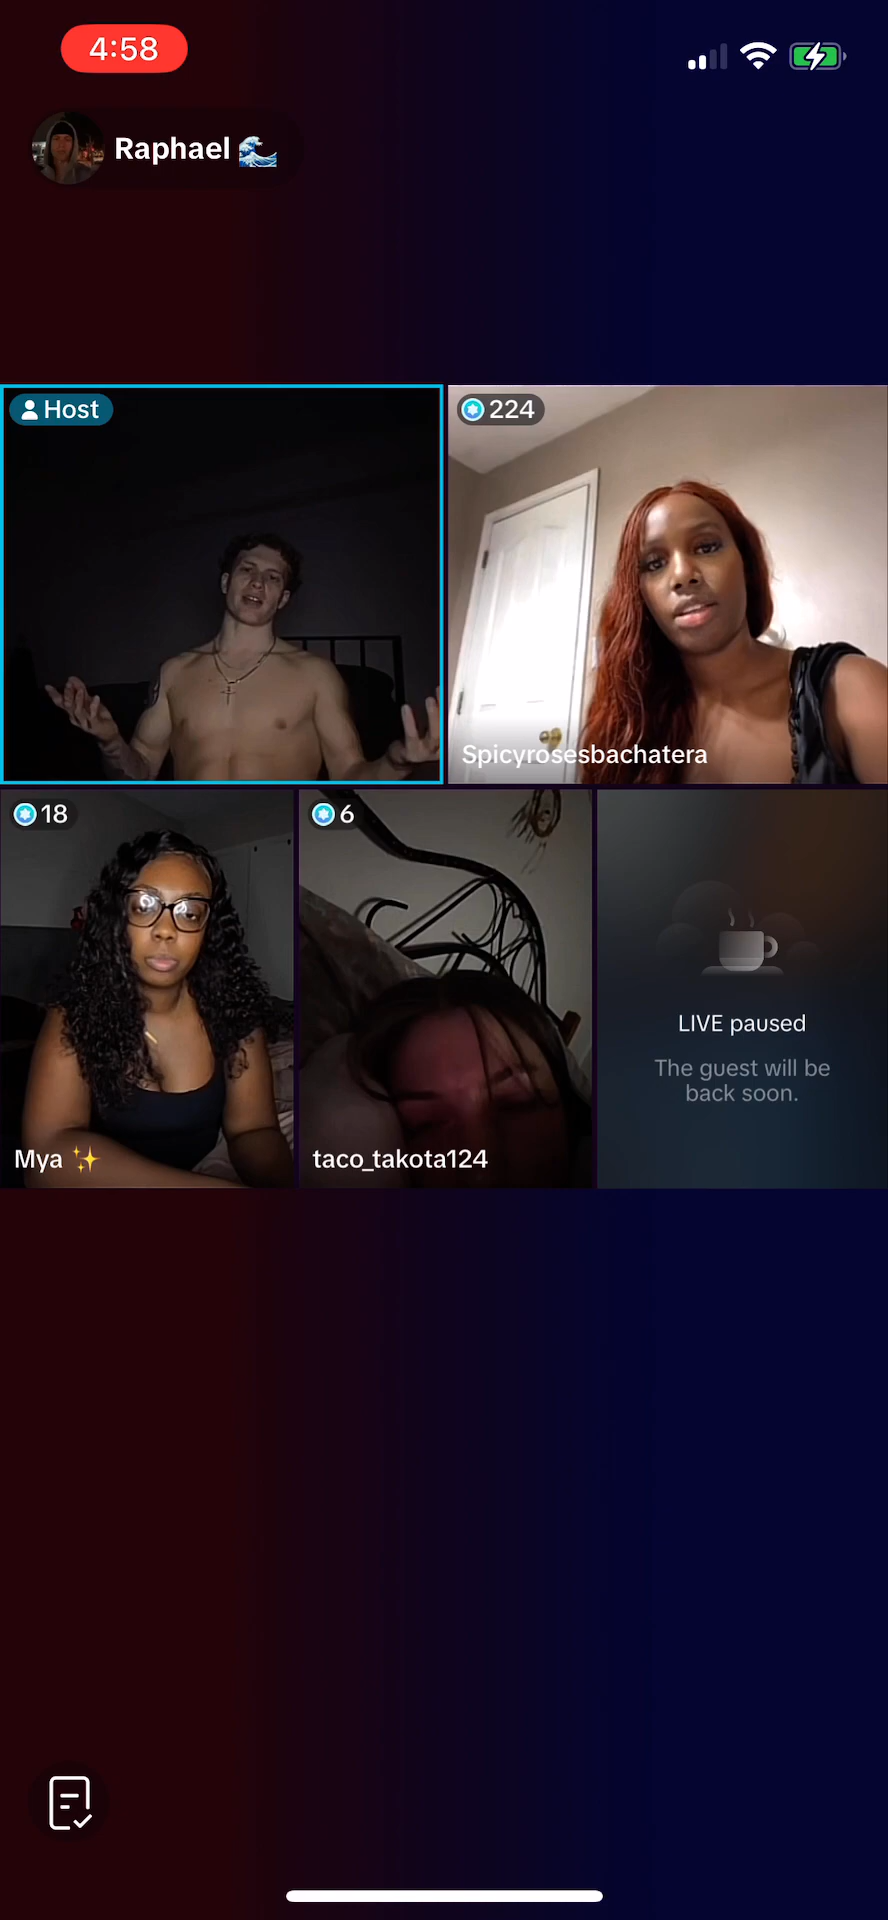 4:58
Raphael 🌊
Host
224
Spicyrosesbachatera
18
6
LIVE paused
The guest will be
back soon.
Mya ✨
taco_takota124